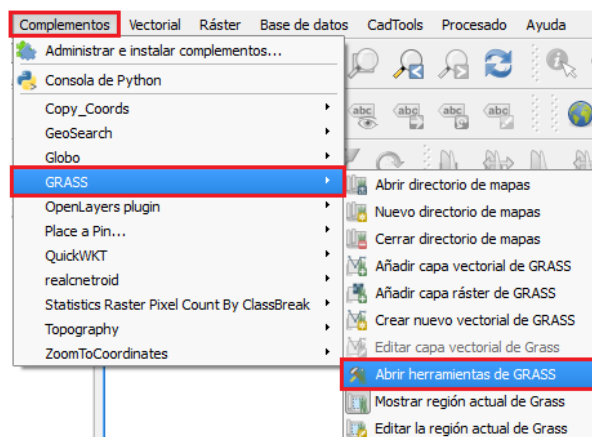 Complementos Vectorial Ráster Base de datos CadTools Procesado Ayuda
Administrar e instalar complementos...
Consola de Python
Copy_Coords
GeoSearch
Globo
GRASS
OpenLayers plugin
Place a Pin...
QuickWKT
realcnetroid
Statistics Raster Pixel Count By ClassBreak
Topography
ZoomToCoordinates
abc abc abc abc
Abrir directorio de mapas
Nuevo directorio de mapas
Cerrar directorio de mapas
Añadir capa vectorial de GRASS
Añadir capa ráster de GRASS
Crear nuevo vectorial de GRASS
Editar capa vectorial de Grass
Abrir herramientas de GRASS
Mostrar región actual de Grass
Editar la región actual de Grass